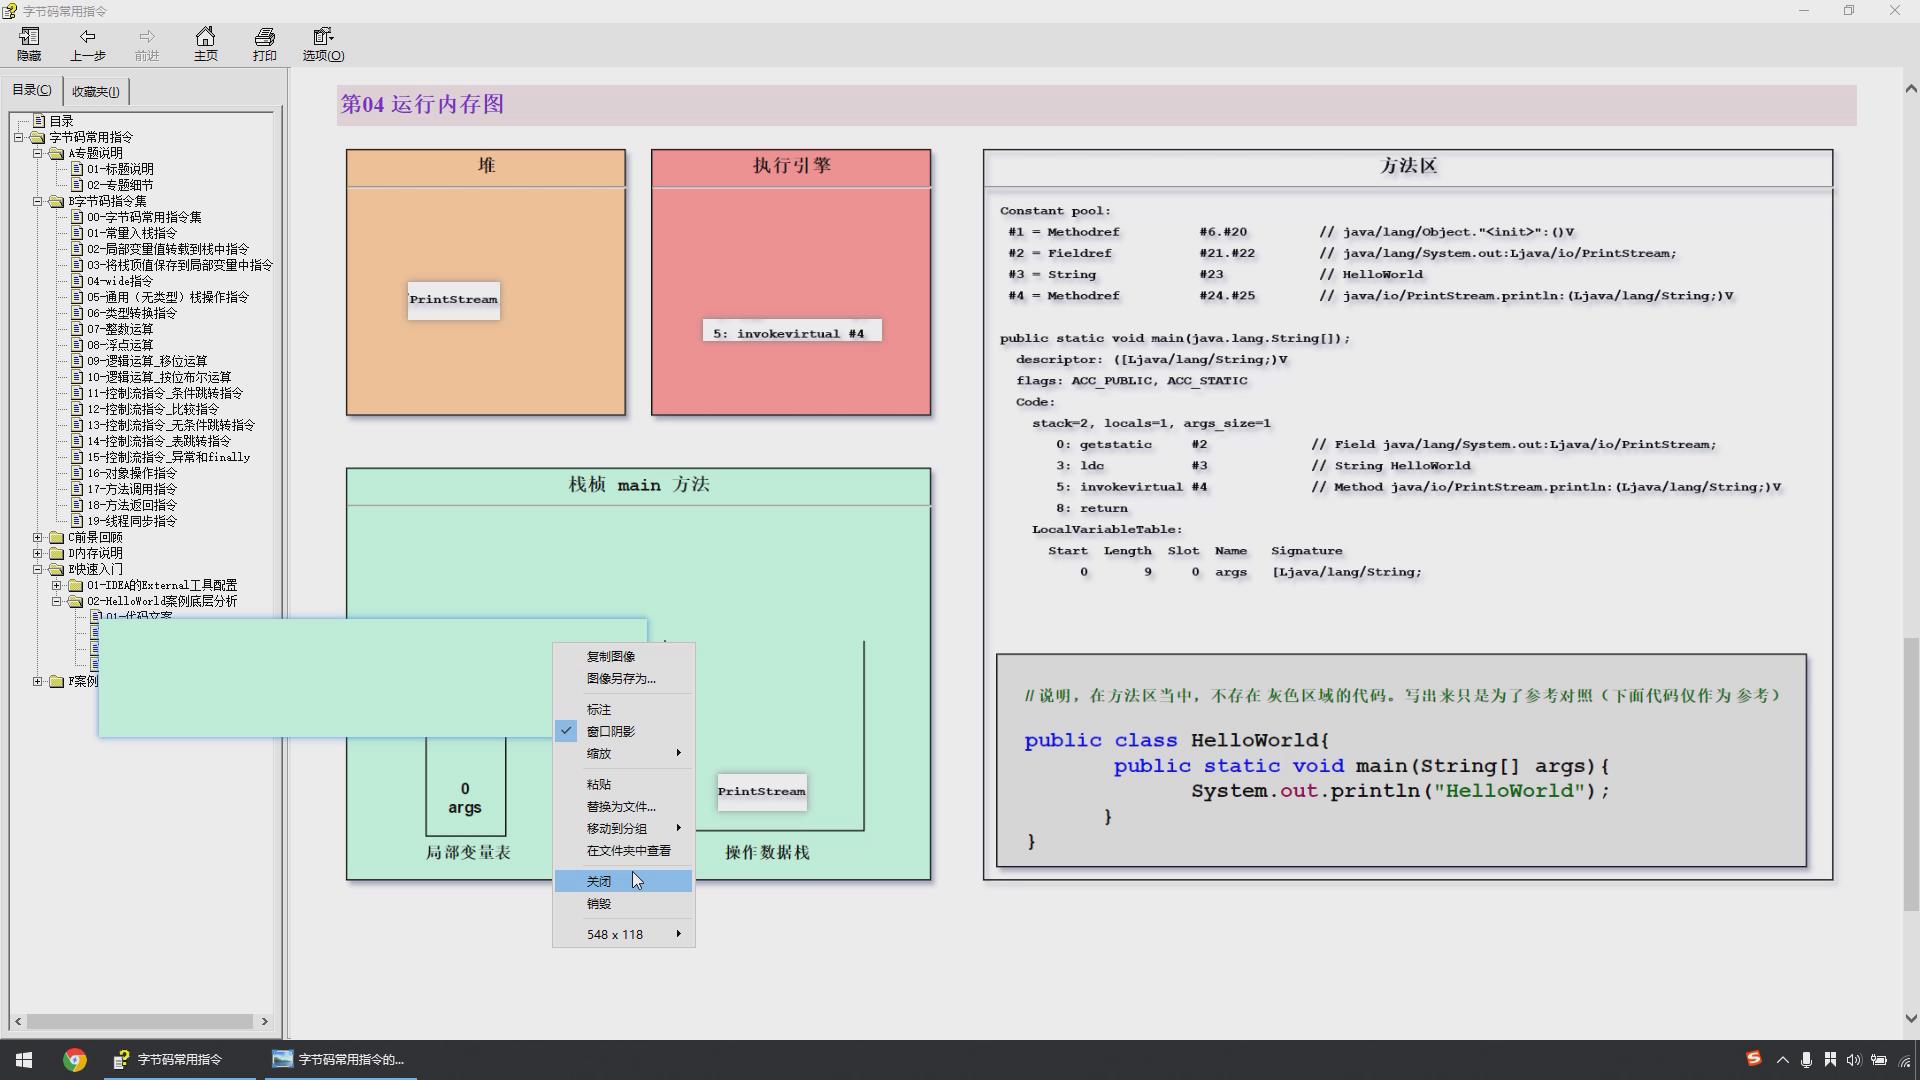 字节码常用指令
隐藏
上一步
前进
主页
打印
选项(O)
目录(C)
收藏夹(I)
目录
字节码常用指令
A专题说明
01-标题说明
02-专题细节
B字节码指令集
00-字节码常用指令集
01-常量入栈指令
02-局部变量值转载到栈中指令
03-将栈顶值保存到局部变量中指令
04-wide指令
05-通用（无类型）栈操作指令
06-类型转换指令
07-整数运算
08-浮点运算
09-逻辑运算_移位运算
10-逻辑运算_按位布尔运算
11-控制流指令_条件跳转指令
12-控制流指令_比较指令
13-控制流指令_无条件跳转指令
14-控制流指令_表跳转指令
15-控制流指令_异常和finally
16-对象操作指令
17-方法调用指令
18-方法返回指令
19-线程同步指令
C前景回顾
D内存说明
E快速入门
01-IDEA的External工具配置
02-HelloWorld案例底层分析
01-代码文案
F案例
第04 运行内存图
堆
PrintStream
执行引擎
5: invokevirtual #4
栈桢 main 方法
0
args
局部变量表
PrintStream
操作数据栈
复制图像
图像另存为...
标注
窗口阴影
缩放
粘贴
替换为文件...
移动到分组
在文件夹中查看
关闭
销毁
548 x 118
方法区
Constant pool:
#1 = Methodref #6.#20 // java/lang/Object."<init>":()V
#2 = Fieldref #21.#22 // java/lang/System.out:Ljava/io/PrintStream;
#3 = String #23 // HelloWorld
#4 = Methodref #24.#25 // java/io/PrintStream.println:(Ljava/lang/String;)V
public static void main(java.lang.String[]);
descriptor: ([Ljava/lang/String;)V
flags: ACC_PUBLIC, ACC_STATIC
Code:
stack=2, locals=1, args_size=1
0: getstatic #2 // Field java/lang/System.out:Ljava/io/PrintStream;
3: ldc #3 // String HelloWorld
5: invokevirtual #4 // Method java/io/PrintStream.println:(Ljava/lang/String;)V
8: return
LocalVariableTable:
Start Length Slot Name Signature
0 9 0 args [Ljava/lang/String;
// 说明，在方法区当中，不存在 灰色区域的代码。写出来只是为了参考对照（下面代码仅作为 参考）
public class HelloWorld{
public static void main(String[] args){
System.out.println("HelloWorld");
}
}
字节码常用指令
字节码常用指令的...